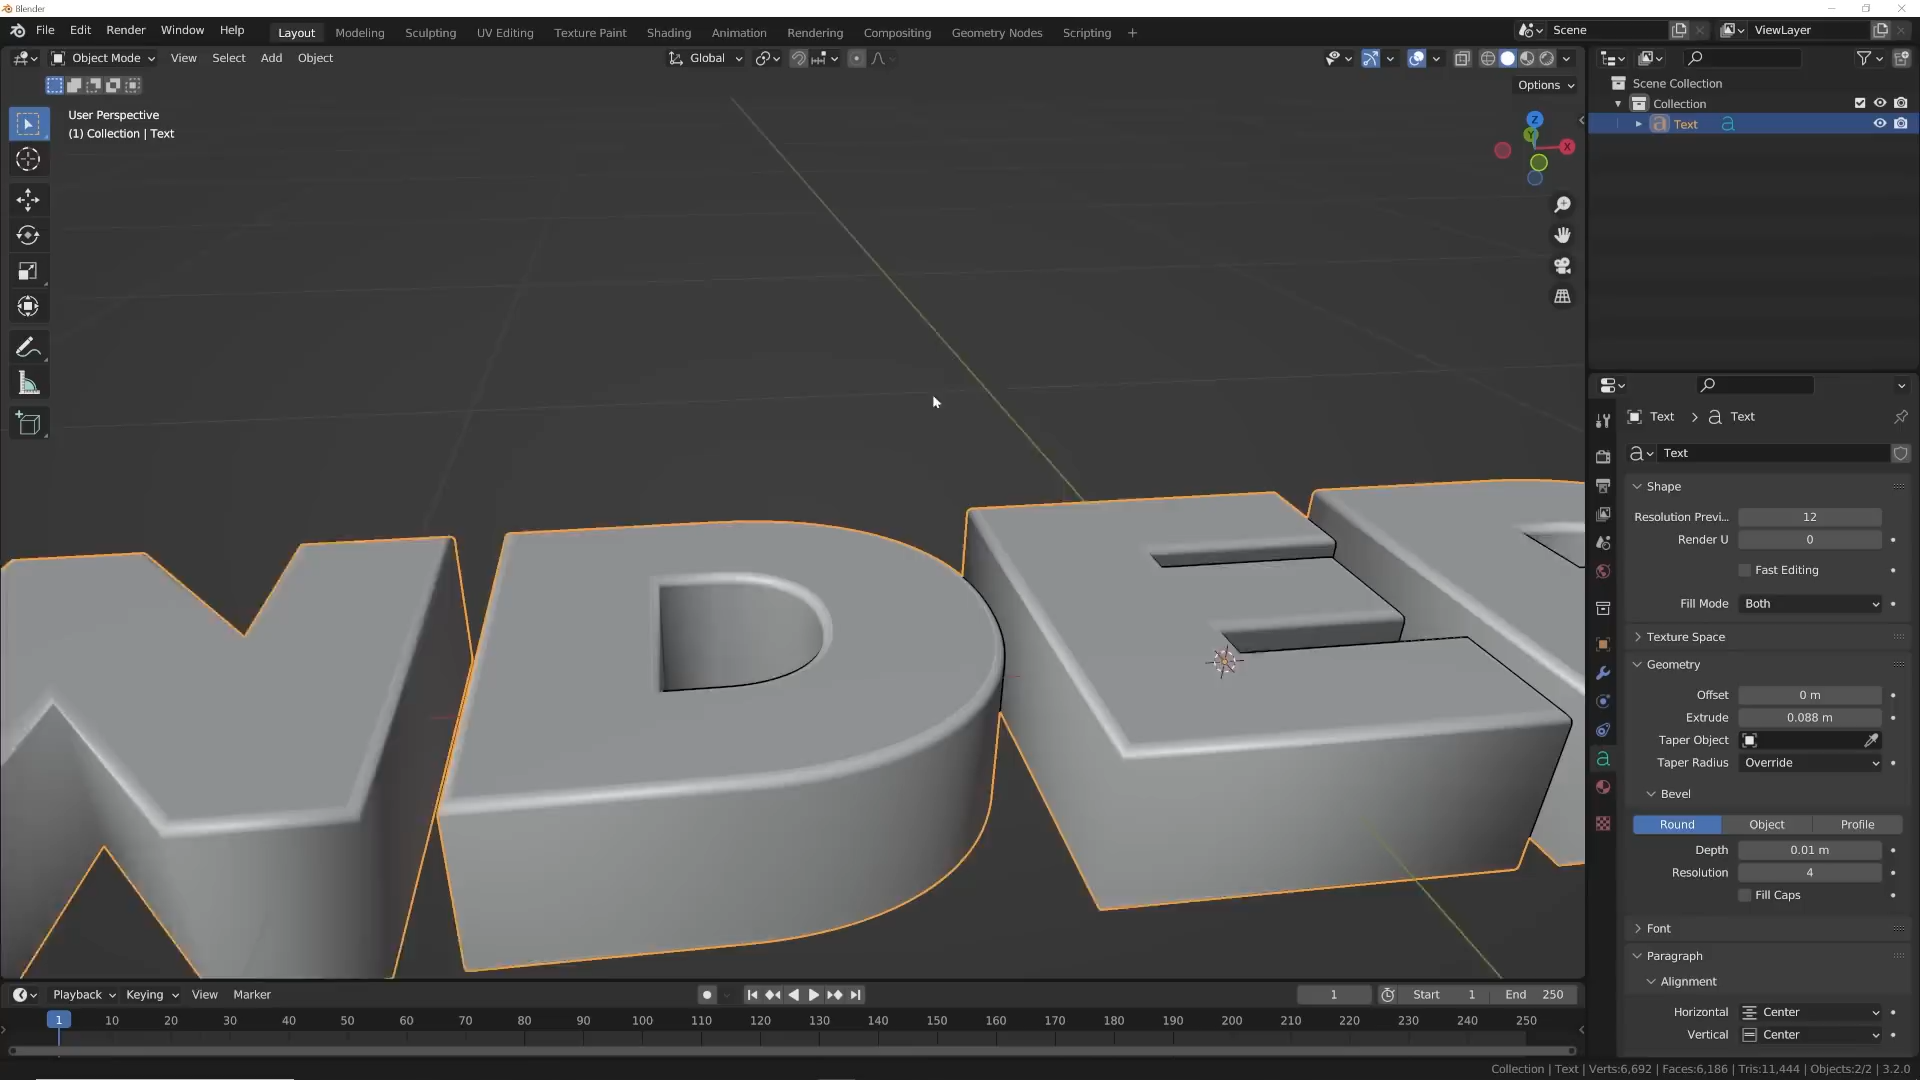 Blender
File Edit Render Window Help Layout Modeling Sculpting UV Editing Texture Paint Shading Animation Rendering Compositing Geometry Nodes Scripting + Scene ViewLayer
Object Mode View Select Add Object Global
Options
User Perspective
(1) Collection | Text
Z
Y
X
WDE
Scene Collection
Collection
Text
Text > Text
Text
Shape
Resolution Previ... 12
Render U 0
Fast Editing
Fill Mode Both
Texture Space
Geometry
Offset 0 m
Extrude 0.088 m
Taper Object
Taper Radius Override
Bevel
Round Object Profile
Depth 0.01 m
Resolution 4
Fill Caps
Font
Paragraph
Alignment
Horizontal Center
Vertical Center
Playback Keying View Marker 1 Start 1 End 250
1 10 20 30 40 50 60 70 80 90 100 110 120 130 140 150 160 170 180 190 200 210 220 230 240 250
Collection | Text | Verts:6,692 | Faces:6,186 | Tris:11,444 | Objects:2/2 | 3.2.0